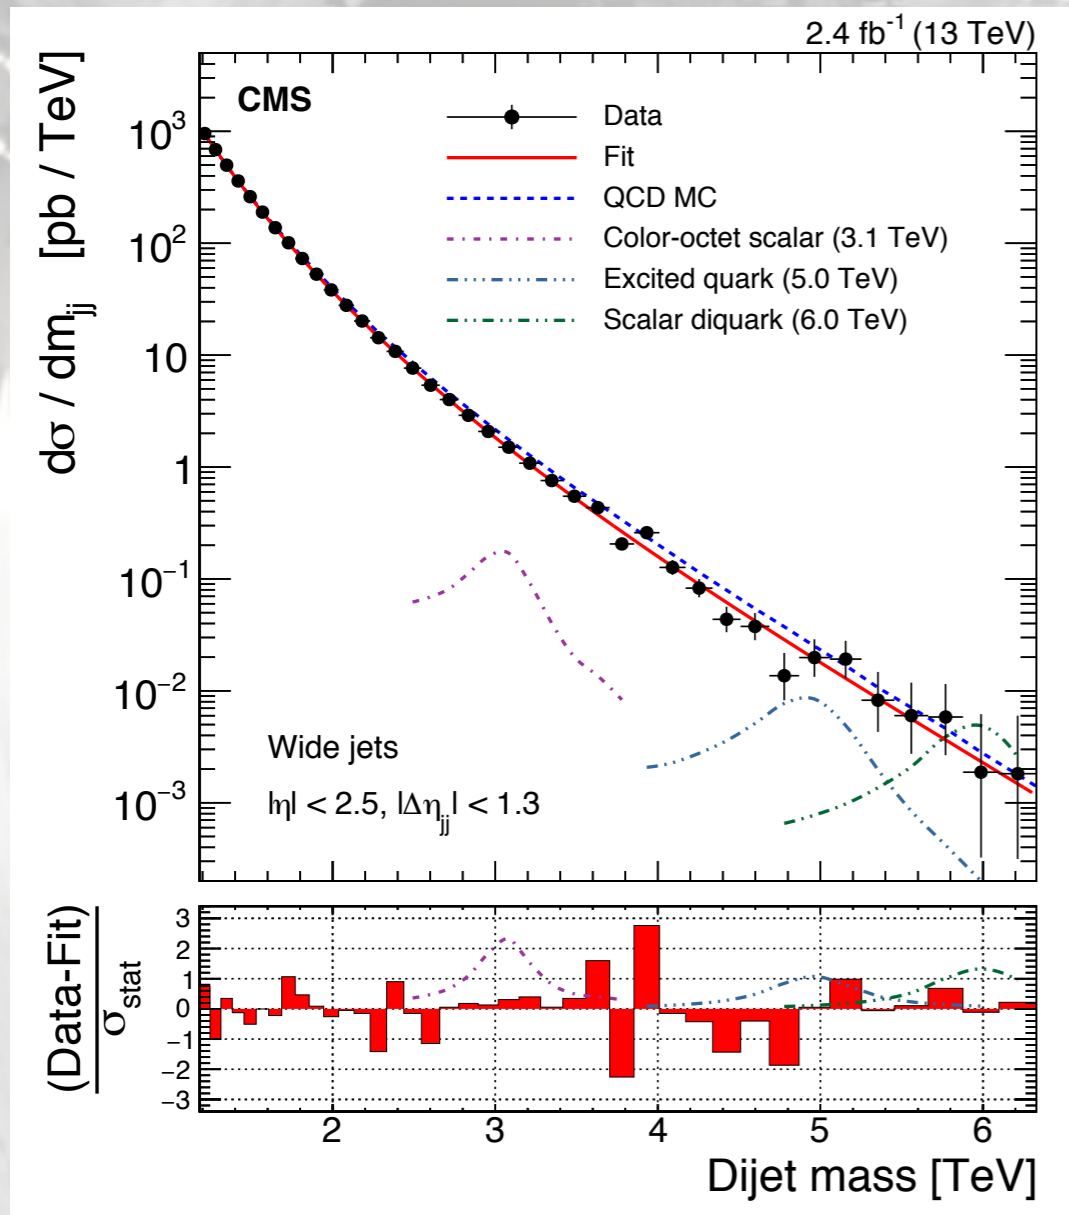 2.4 fb⁻¹ (13 TeV)
CMS
Data
Fit
QCD MC
Color-octet scalar (3.1 TeV)
Excited quark (5.0 TeV)
Scalar diquark (6.0 TeV)
dσ / dm_jj [pb / TeV]
10³
10²
10
1
10⁻¹
10⁻²
10⁻³
Wide jets
|η| < 2.5, |Δη_jj| < 1.3
(Data-Fit)
σ_stat
3
2
1
0
−1
−2
−3
2 3 4 5 6
Dijet mass [TeV]